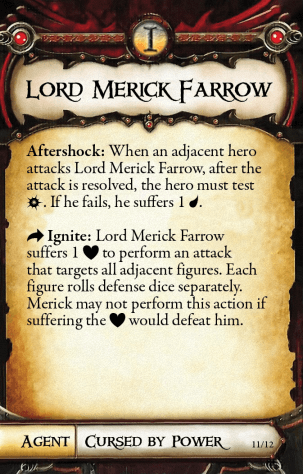 I
Lord Merick Farrow
Aftershock: When an adjacent hero
attacks Lord Merick Farrow, after the
attack is resolved, the hero must test
. If he fails, he suffers 1 .
Ignite: Lord Merick Farrow
suffers 1 to perform an attack
that targets all adjacent figures. Each
figure rolls defense dice separately.
Merick may not perform this action if
suffering the would defeat him.
Agent Cursed by Power 11/12